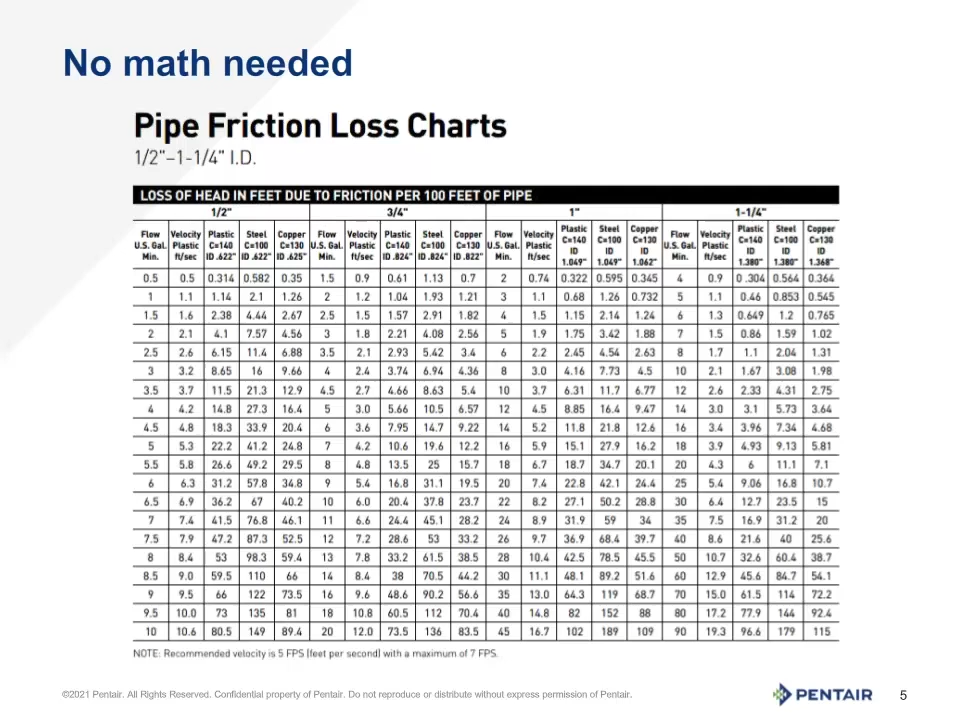 No math needed
Pipe Friction Loss Charts
1/2"–1-1/4" I.D.
LOSS OF HEAD IN FEET DUE TO FRICTION PER 100 FEET OF PIPE
1/2" 3/4" 1" 1-1/4"
Flow U.S. Gal. Min. Velocity Plastic ft/sec Plastic C=140 ID .622" Steel C=100 ID .622" Copper C=130 ID .625" Flow U.S. Gal. Min. Velocity Plastic ft/sec Plastic C=140 ID .824" Steel C=100 ID .824" Copper C=130 ID .822" Flow U.S. Gal. Min. Velocity Plastic ft/sec Plastic C=140 ID 1.049" Steel C=100 ID 1.049" Copper C=130 ID 1.062" Flow U.S. Gal. Min. Velocity Plastic ft/sec Plastic C=140 ID 1.380" Steel C=100 ID 1.380" Copper C=130 ID 1.368"
0.5 0.5 0.314 0.582 0.35 1.5 0.9 0.61 1.13 0.7 2 0.74 0.322 0.595 0.345 4 0.9 0 .304 0.564 0.364
1 1.1 1.14 2.1 1.26 2 1.2 1.04 1.93 1.21 3 1.1 0.68 1.26 0.732 5 1.1 0.46 0.853 0.545
1.5 1.6 2.38 4.44 2.67 2.5 1.5 1.57 2.91 1.82 4 1.5 1.15 2.14 1.24 6 1.3 0.649 1.2 0.765
2 2.1 4.1 7.57 4.56 3 1.8 2.21 4.08 2.56 5 1.9 1.75 3.42 1.88 7 1.5 0.86 1.59 1.02
2.5 2.6 6.15 11.4 6.88 3.5 2.1 2.93 5.42 3.4 6 2.2 2.45 4.54 2.63 8 1.7 1.1 2.04 1.31
3 3.2 8.65 16 9.66 4 2.4 3.74 6.94 4.36 8 3.0 4.16 7.73 4.5 10 2.1 1.67 3.08 1.98
3.5 3.7 11.5 21.3 12.9 4.5 2.7 4.66 8.63 5.4 10 3.7 6.31 11.7 6.77 12 2.6 2.33 4.31 2.75
4 4.2 14.8 27.3 16.4 5 3.0 5.66 10.5 6.57 12 4.5 8.85 16.4 9.47 14 3.0 3.1 5.73 3.64
4.5 4.8 18.3 33.9 20.4 6 3.6 7.95 14.7 9.22 14 5.2 11.8 21.8 12.6 16 3.4 3.96 7.34 4.68
5 5.3 22.2 41.2 24.8 7 4.2 10.6 19.6 12.2 16 5.9 15.1 27.9 16.2 18 3.9 4.93 9.13 5.81
5.5 5.8 26.6 49.2 29.5 8 4.8 13.5 25 15.7 18 6.7 18.7 34.7 20.1 20 4.3 6 11.1 7.1
6 6.3 31.2 57.8 34.8 9 5.4 16.8 31.1 19.5 20 7.4 22.8 42.1 24.4 25 5.4 9.06 16.8 10.7
6.5 6.9 36.2 67 40.2 10 6.0 20.4 37.8 23.7 22 8.2 27.1 50.2 28.8 30 6.4 12.7 23.5 15
7 7.4 41.5 76.8 46.1 11 6.6 24.4 45.1 28.2 24 8.9 31.9 59 34 35 7.5 16.9 31.2 20
7.5 7.9 47.2 87.3 52.5 12 7.2 28.6 53 33.2 26 9.7 36.9 68.4 39.7 40 8.6 21.6 40 25.6
8 8.4 53 98.3 59.4 13 7.8 33.2 61.5 38.5 28 10.4 42.5 78.5 45.5 50 10.7 32.6 60.4 38.7
8.5 9.0 59.5 110 66 14 8.4 38 70.5 44.2 30 11.1 48.1 89.2 51.6 60 12.9 45.6 84.7 54.1
9 9.5 66 122 73.5 16 9.6 48.6 90.2 56.6 35 13.0 64.3 119 68.7 70 15.0 61.5 114 72.2
9.5 10.0 73 135 81 18 10.8 60.5 112 70.4 40 14.8 82 152 88 80 17.2 77.9 144 92.4
10 10.6 80.5 149 89.4 20 12.0 73.5 136 83.5 45 16.7 102 189 109 90 19.3 96.6 179 115
NOTE: Recommended velocity is 5 FPS (feet per second) with a maximum of 7 FPS.
©2021 Pentair. All Rights Reserved. Confidential property of Pentair. Do not reproduce or distribute without express permission of Pentair.
PENTAIR
5